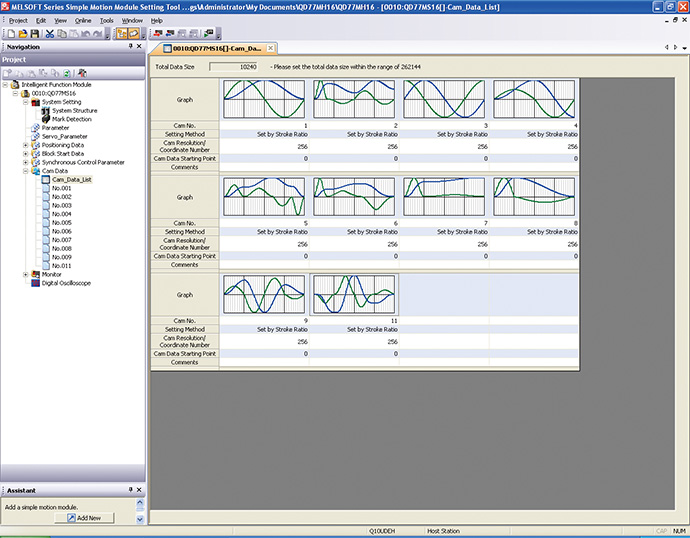 MELSOFT Series Simple Motion Module Setting Tool ...gs\Administrator\My Documents\QD77MH16\QD77MH16 - [0010:QD77MS16[]-Cam_Data_List]
Project Edit View Online Tools Window Help
Navigation
0010:QD77MS16[]-Cam_Da...
Project
Total Data Size 10240 - Please set the total data size within the range of 262144
Intelligent Function Module
0010:QD77MS16
System Setting
System Structure
Mark Detection
Parameter
Servo_Parameter
Positioning Data
Block Start Data
Synchronous Control Parameter
Cam Data
Cam_Data_List
No.001
No.002
No.003
No.004
No.005
No.006
No.007
No.008
No.009
No.011
Monitor
Digital Oscilloscope
Graph
Cam No. 1 2 3 4
Setting Method Set by Stroke Ratio Set by Stroke Ratio Set by Stroke Ratio Set by Stroke Ratio
Cam Resolution/
Coordinate Number 256 256 256 256
Cam Data Starting Point 0 0 0 0
Comments
Graph
Cam No. 5 6 7 8
Setting Method Set by Stroke Ratio Set by Stroke Ratio Set by Stroke Ratio Set by Stroke Ratio
Cam Resolution/
Coordinate Number 256 256 256 256
Cam Data Starting Point 0 0 0 0
Comments
Graph
Cam No. 9 11
Setting Method Set by Stroke Ratio Set by Stroke Ratio
Cam Resolution/
Coordinate Number 256 256
Cam Data Starting Point 0 0
Comments
Assistant
Add a simple motion module.
Add New
Q10UDEH Host Station CAP NUM